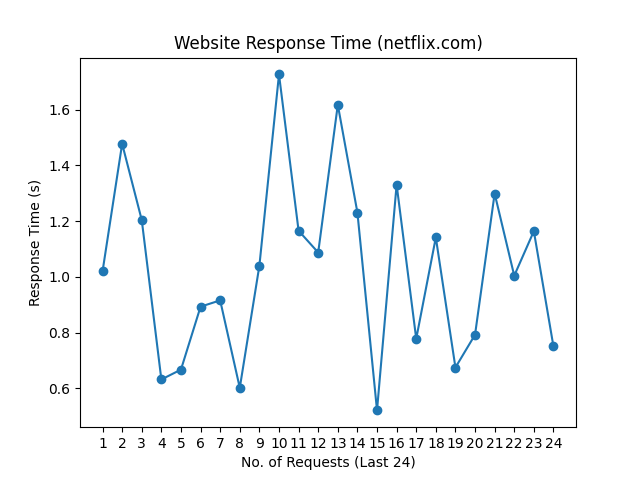 Website Response Time (netflix.com)
Response Time (s)
1.6
1.4
1.2
1.0
0.8
0.6
1 2 3 4 5 6 7 8 9 10 11 12 13 14 15 16 17 18 19 20 21 22 23 24
No. of Requests (Last 24)